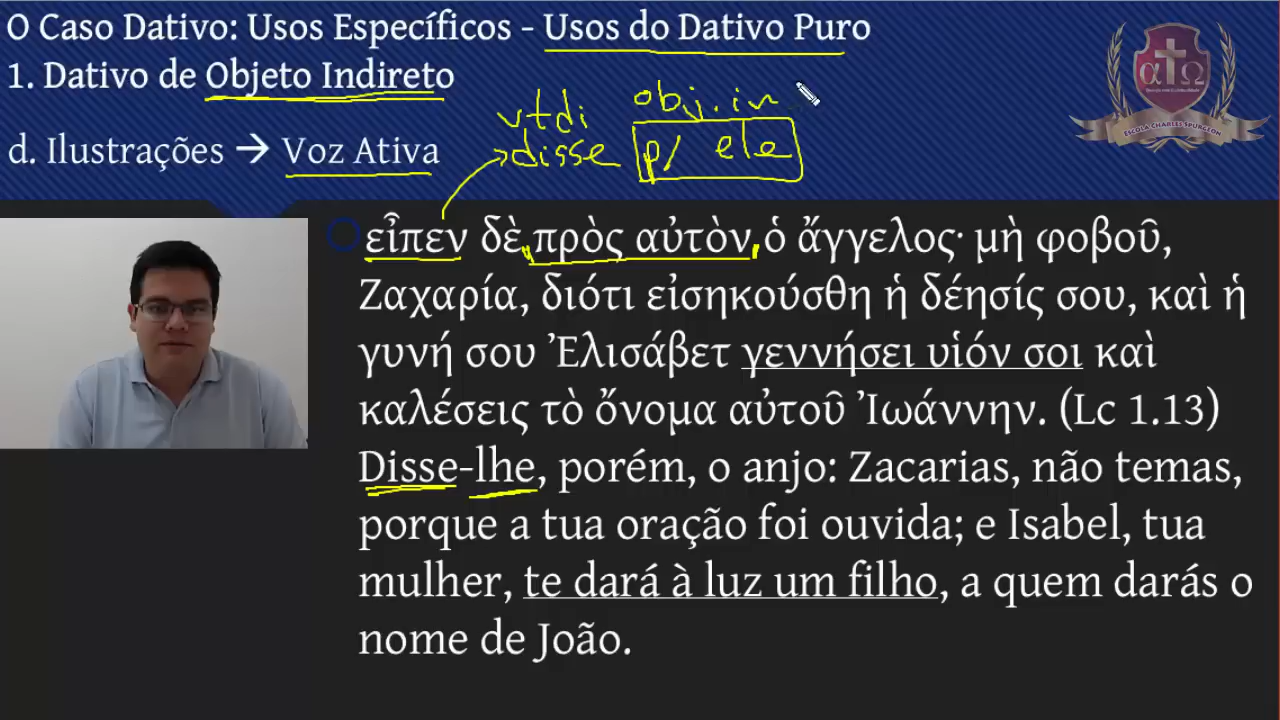 O Caso Dativo: Usos Específicos - Usos do Dativo Puro
1. Dativo de Objeto Indireto
d. Ilustrações → Voz Ativa
vtdi obj. in
disse p/ ele
εἶπεν δὲ πρὸς αὐτὸν ὁ ἄγγελος· μὴ φοβοῦ,
Ζαχαρία, διότι εἰσηκούσθη ἡ δέησίς σου, καὶ ἡ
γυνή σου Ἐλισάβετ γεννήσει υἱόν σοι καὶ
καλέσεις τὸ ὄνομα αὐτοῦ Ἰωάννην. (Lc 1.13)
Disse-lhe, porém, o anjo: Zacarias, não temas,
porque a tua oração foi ouvida; e Isabel, tua
mulher, te dará à luz um filho, a quem darás o
nome de João.
α Ω
ESCOLA CHARLES SPURGEON